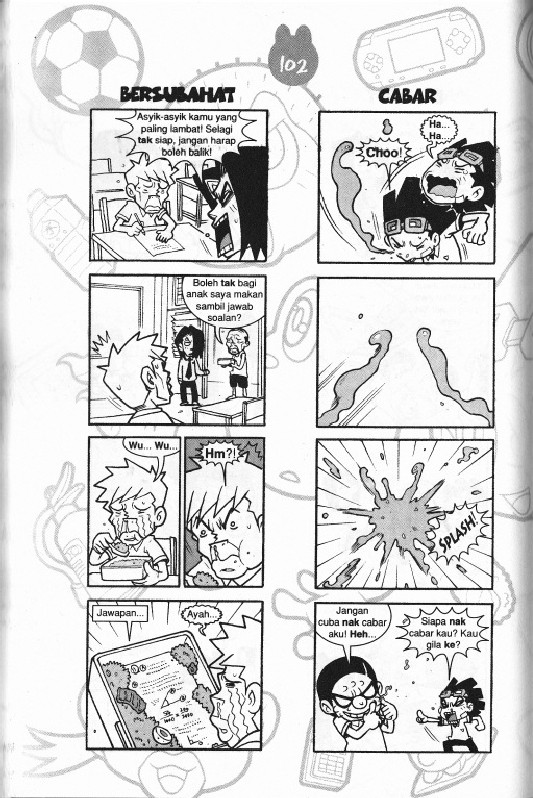 102
BERSUBAHAT
Asyik-asyik kamu yang
paling lambat! Selagi
tak siap, jangan harap
boleh balik!
Boleh tak bagi
anak saya makan
sambil jawab
soalan?
Wu... Wu...
Hm?!
Jawapan...
Ayah...
CABAR
Choo!
Ha...
Ha...
SPLASH!
Jangan
cuba nak cabar
aku! Heh....
Siapa nak
cabar kau? Kau
gila ke?